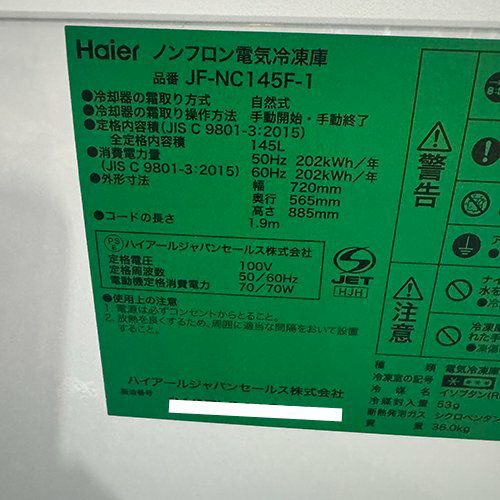 Haier ノンフロン電気冷凍庫
品番 JF-NC145F-1
●冷却器の霜取り方式 自然式
●冷却器の霜取り操作方法 手動開始・手動終了
●定格内容積(JIS C 9801-3:2015)
全定格内容積 145L
●消費電力量 50Hz 202kWh/年
(JIS C 9801-3:2015) 60Hz 202kWh/年
●外形寸法 幅 720mm
奥行 565mm
高さ 885mm
●コードの長さ 1.9m
PS E ハイアールジャパンセールス株式会社
定格電圧 100V
定格周波数 50/60Hz
電動機定格消費電力 70/70W
JET
HJH
●使用上の注意
1. 電源は必ずコンセントからとること。
2. 放熱を良くするため、周囲に適当な間隔をおいて設置
すること。
ハイアールジャパンセールス株式会社
製造番号
警告
注意
水を
冷凍庫
れた手
●凍傷
種類 電気冷凍庫
冷凍室の記号
冷媒 イソブタン(R
冷媒封入量 53g
断熱発泡ガス シクロペンタン
質量 36.0kg